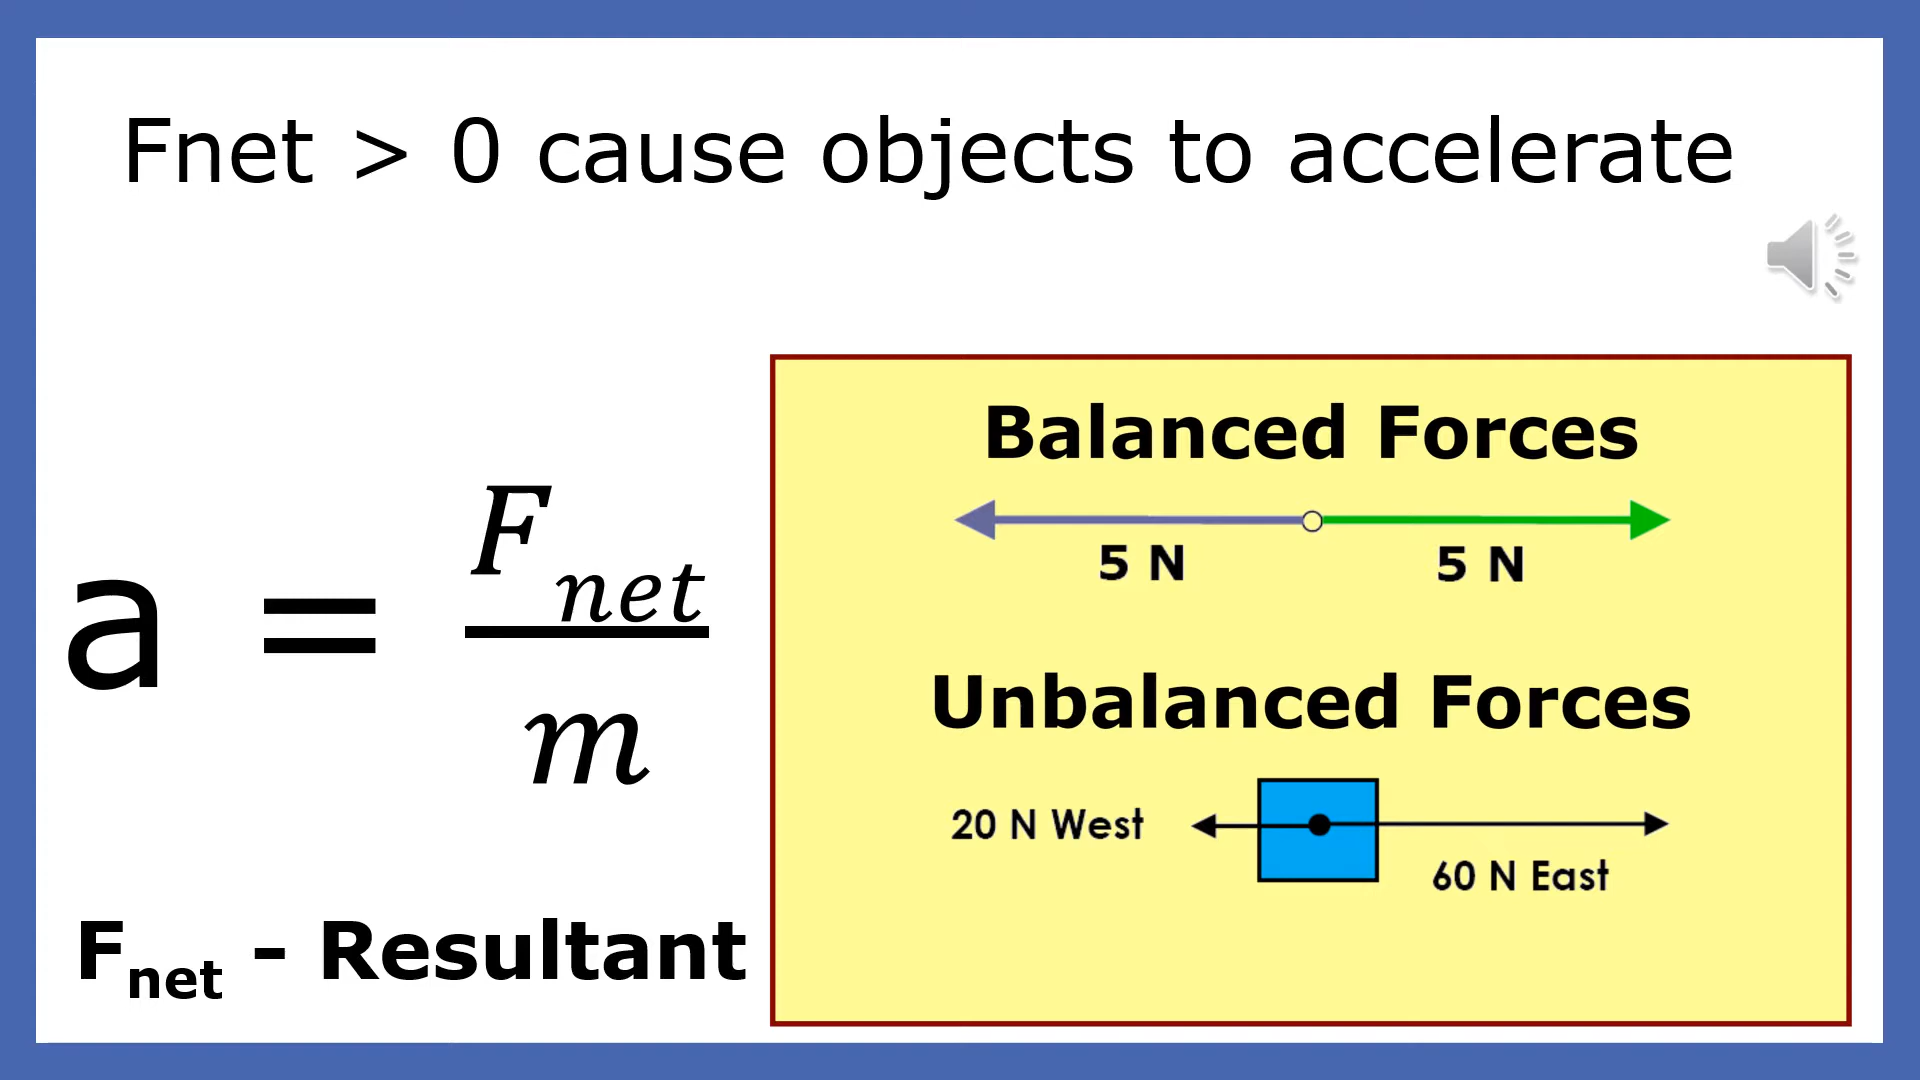 Fnet > 0 cause objects to accelerate
a = F_net / m
F_net - Resultant
Balanced Forces
5 N 5 N
Unbalanced Forces
20 N West
60 N East